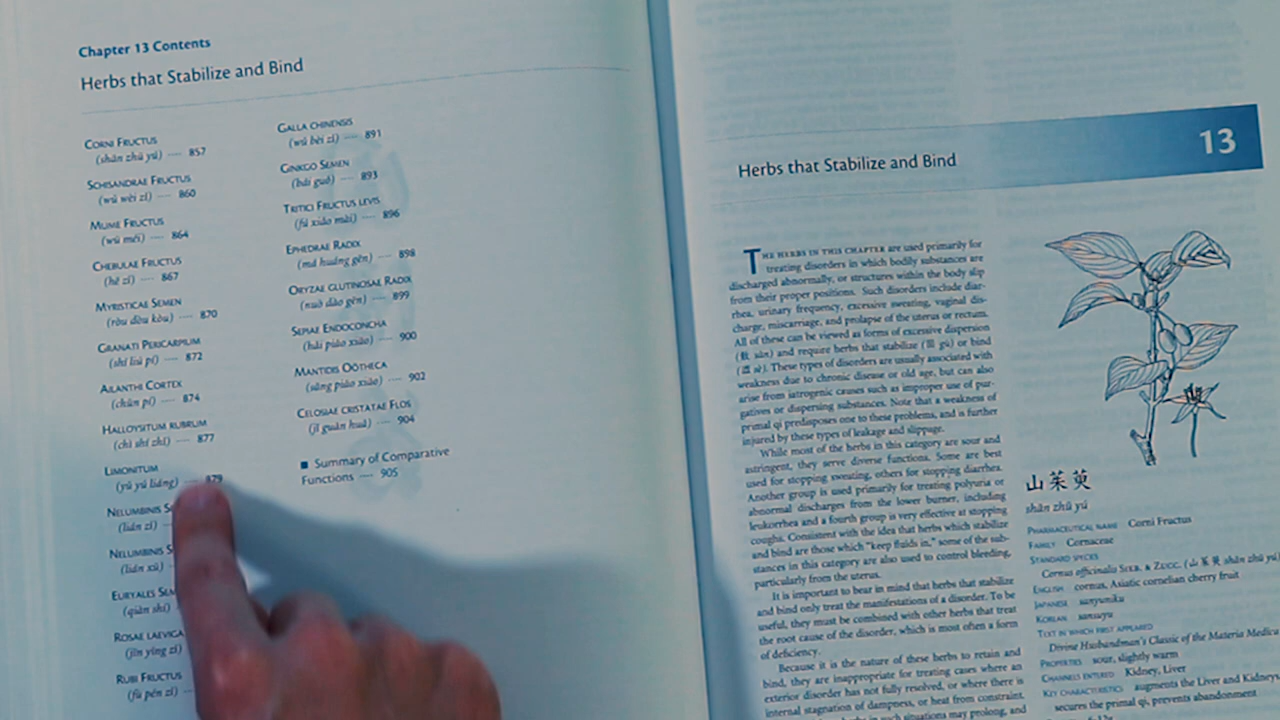 Chapter 13 Contents
Herbs that Stabilize and Bind
CORNI FRUCTUS
(shān zhū yú) ···· 857
SCHISANDRAE FRUCTUS
(wǔ wèi zǐ) ···· 860
MUME FRUCTUS
(wū méi) ···· 864
CHEBULAE FRUCTUS
(hē zǐ) ···· 867
MYRISTICAE SEMEN
(ròu dòu kòu) ···· 870
GRANATI PERICARPIUM
(shí liú pí) ···· 872
AILANTHI CORTEX
(chūn pí) ···· 874
HALLOYSITUM RUBRUM
(chì shí zhī) ···· 877
LIMONITUM
(yǔ yú liáng) ···· 879
NELUMBINIS S
(lián zǐ) ····
NELUMBINIS S
(lián xū) ····
EURYALES SEM
(qiàn shí) ····
ROSAE LAEVIGA
(jīn yīng zǐ)
RUBI FRUCTUS
(fù pén zǐ) ····
GALLA CHINENSIS
(wǔ bèi zǐ) ···· 891
GINKGO SEMEN
(bái guǒ) ···· 893
TRITICI FRUCTUS LEVIS
(fú xiǎo mài) ···· 896
EPHEDRAE RADIX
(má huáng gēn) ···· 898
ORYZAE GLUTINOSAE RADIX
(nuò dào gēn) ···· 899
SEPIAE ENDOCONCHA
(hǎi piāo xiāo) ···· 900
MANTIDIS OÖTHECA
(sāng piāo xiāo) ···· 902
CELOSIAE CRISTATAE FLOS
(jī guān huā) ···· 904
■ Summary of Comparative
Functions ···· 905
Herbs that Stabilize and Bind
13
THE HERBS IN THIS CHAPTER are used primarily for
treating disorders in which bodily substances are
discharged abnormally, or structures within the body slip
from their proper positions. Such disorders include diar-
rhea, urinary frequency, excessive sweating, vaginal dis-
charge, miscarriage, and prolapse of the uterus or rectum.
All of these can be viewed as forms of excessive dispersion
(散 sàn) and require herbs that stabilize (固 gù) or bind
(澀 sè). These types of disorders are usually associated with
weakness due to chronic disease or old age, but can also
arise from iatrogenic causes such as improper use of pur-
gatives or dispersing substances. Note that a weakness of
primal qi predisposes one to these problems, and is further
injured by these types of leakage and slippage.
While most of the herbs in this category are sour and
astringent, they serve diverse functions. Some are best
used for stopping sweating, others for stopping diarrhea.
Another group is used primarily for treating polyuria or
abnormal discharges from the lower burner, including
leukorrhea and a fourth group is very effective at stopping
coughs. Consistent with the idea that herbs which stabilize
and bind are those which “keep fluids in,” some of the sub-
stances in this category are also used to control bleeding,
particularly from the uterus.
It is important to bear in mind that herbs that stabilize
and bind only treat the manifestations of a disorder. To be
useful, they must be combined with other herbs that treat
the root cause of the disorder, which is most often a form
of deficiency.
Because it is the nature of these herbs to retain and
bind, they are inappropriate for treating cases where an
exterior disorder has not fully resolved, or where there is
internal stagnation of dampness, or heat from constraint.
in such situations may prolong, and
山茱萸
shān zhū yú
PHARMACEUTICAL NAME Corni Fructus
FAMILY Cornaceae
STANDARD SPECIES
Cornus officinalis SIEB. & ZUCC. (山茱萸 shān zhū yú)
ENGLISH cornus, Asiatic cornelian cherry fruit
JAPANESE sanyuniku
KOREAN sansuyu
TEXT IN WHICH FIRST APPEARED
Divine Husbandman's Classic of the Materia Medica
PROPERTIES sour, slightly warm
CHANNELS ENTERED Kidney, Liver
KEY CHARACTERISTICS augments the Liver and Kidneys,
secures the primal qi, prevents abandonment